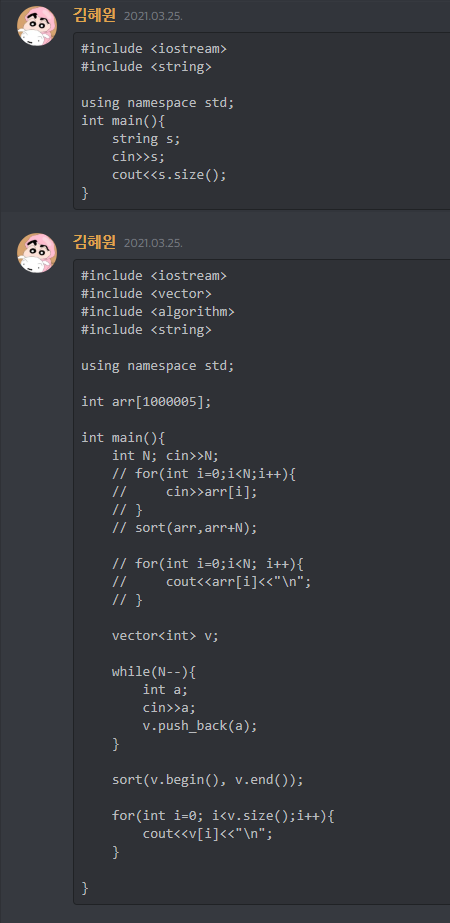 김혜원 2021.03.25.
#include <iostream>
#include <string>

using namespace std;
int main(){
    string s;
    cin>>s;
    cout<<s.size();
}
김혜원 2021.03.25.
#include <iostream>
#include <vector>
#include <algorithm>
#include <string>

using namespace std;

int arr[1000005];

int main(){
    int N; cin>>N;
    // for(int i=0;i<N;i++){
    //     cin>>arr[i];
    // }
    // sort(arr,arr+N);

    // for(int i=0;i<N; i++){
    //     cout<<arr[i]<<"\n";
    // }

    vector<int> v;

    while(N--){
        int a;
        cin>>a;
        v.push_back(a);
    }

    sort(v.begin(), v.end());

    for(int i=0; i<v.size();i++){
        cout<<v[i]<<"\n";
    }

}